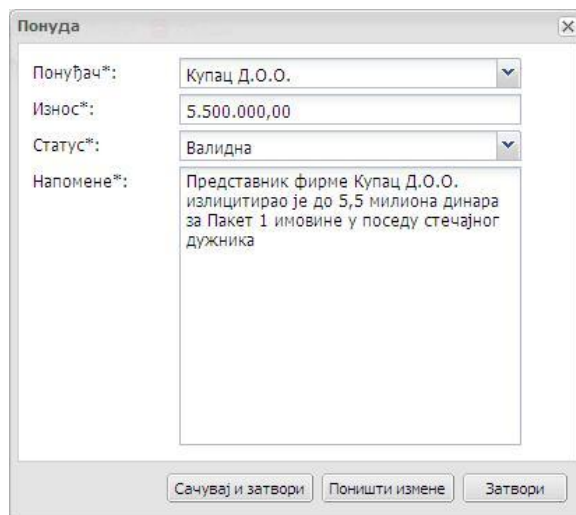 Понуда
Понуђач*: Купац Д.О.О.
Износ*: 5.500.000,00
Статус*: Валидна
Напомене*: Представник фирме Купац Д.О.О.
излицитирао је до 5,5 милиона динара
за Пакет 1 имовине у поседу стечајног
дужника
Сачувај и затвори Поништи измене Затвори